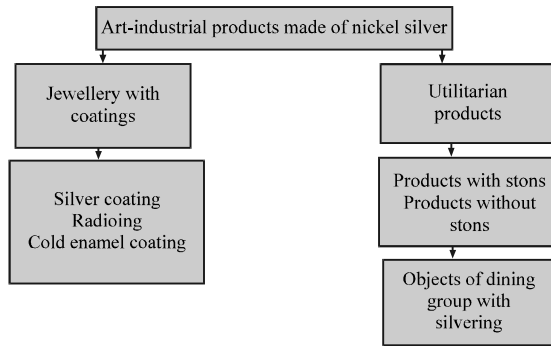 Art-industrial products made of nickel silver
Jewellery with
coatings
Utilitarian
products
Silver coating
Radioing
Cold enamel coating
Products with stons
Products without
stons
Objects of dining
group with
silvering